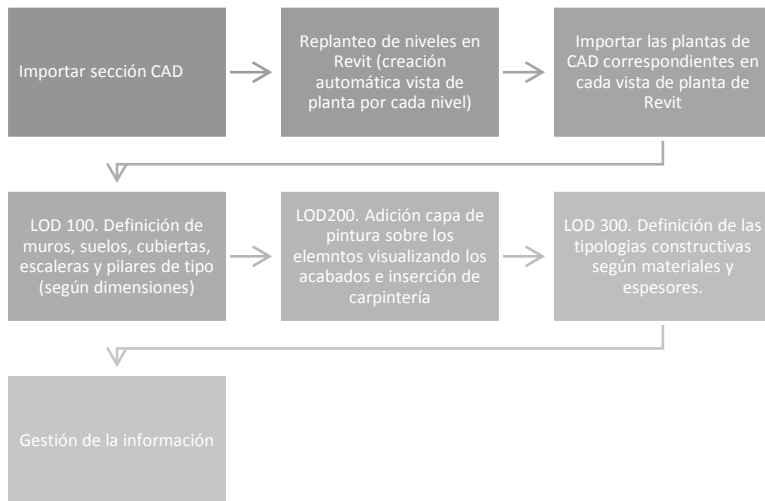 Importar sección CAD
Replanteo de niveles en
Revit (creación
automática vista de
planta por cada nivel)
Importar las plantas de
CAD correspondientes en
cada vista de planta de
Revit
LOD 100. Definición de
muros, suelos, cubiertas,
escaleras y pilares de tipo
(según dimensiones)
LOD200. Adición capa de
pintura sobre los
elemntos visualizando los
acabados e inserción de
carpintería
LOD 300. Definición de las
tipologias constructivas
según materiales y
espesores.
Gestión de la información